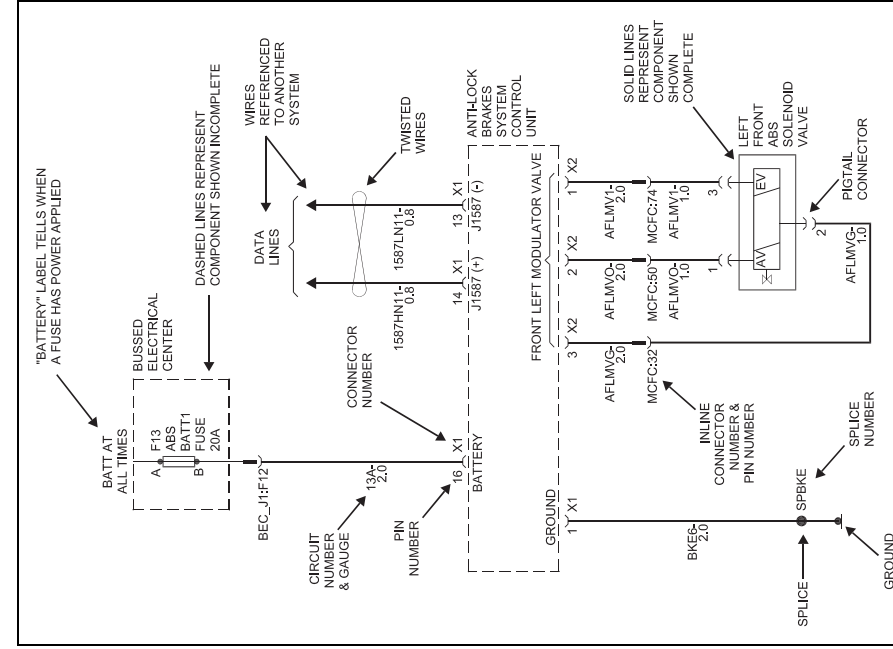 "BATTERY" LABEL TELLS WHEN
A FUSE HAS POWER APPLIED
BATT AT
ALL TIMES
BUSSED
ELECTRICAL
CENTER
A
F13
ABS
BATT1
FUSE
20A
B
DASHED LINES REPRESENT
COMPONENT SHOWN INCOMPLETE
BEC_J1:F12
CIRCUIT
NUMBER
& GAUGE
13A-
2.0
PIN
NUMBER
CONNECTOR
NUMBER
16
X1
BATTERY
WIRES
REFERENCED
TO ANOTHER
SYSTEM
DATA
LINES
TWISTED
WIRES
1587HN11-
0.8
1587LN11-
0.8
14
X1
J1587 (+)
13
X1
J1587 (-)
ANTI-LOCK
BRAKES
SYSTEM
CONTROL
UNIT
GROUND
1
X1
BKE6-
2.0
SPLICE
SPBKE
SPLICE
NUMBER
GROUND
FRONT LEFT MODULATOR VALVE
3
X2
2
X2
1
X2
AFLMVG-
2.0
MCFC:32
AFLMVO-
2.0
MCFC:50
AFLMVO-
1.0
AFLMV1-
2.0
MCFC:74
AFLMV1-
1.0
INLINE
CONNECTOR
NUMBER &
PIN NUMBER
1
3
AV
EV
LEFT
FRONT
ABS
SOLENOID
VALVE
SOLID LINES
REPRESENT
COMPONENT
SHOWN
COMPLETE
2
PIGTAIL
CONNECTOR
AFLMVG-
1.0